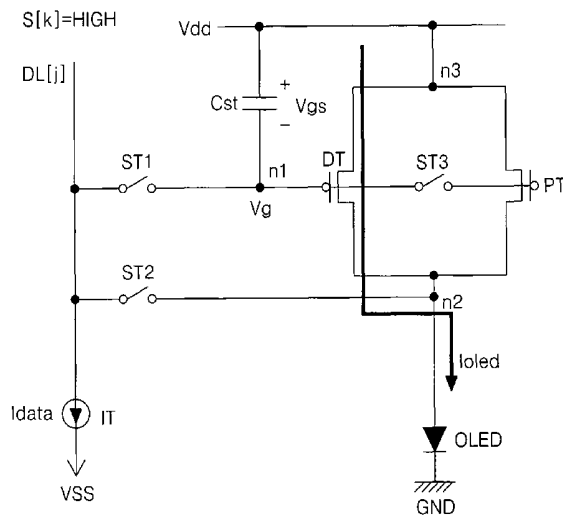 S[k]=HIGH
Vdd
DL[j]
n3
+
Cst
Vgs
−
ST1
n1
DT
ST3
PT
Vg
ST2
n2
Ioled
Idata
IT
OLED
VSS
GND